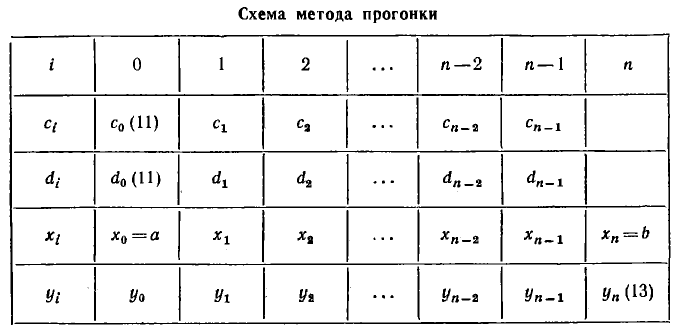 Схема метода прогонки
i 0 1 2 ... n−2 n−1 n
c_i c_0 (11) c_1 c_2 ... c_{n−2} c_{n−1}
d_i d_0 (11) d_1 d_2 ... d_{n−2} d_{n−1}
x_i x_0=a x_1 x_2 ... x_{n−2} x_{n−1} x_n=b
y_i y_0 y_1 y_2 ... y_{n−2} y_{n−1} y_n (13)